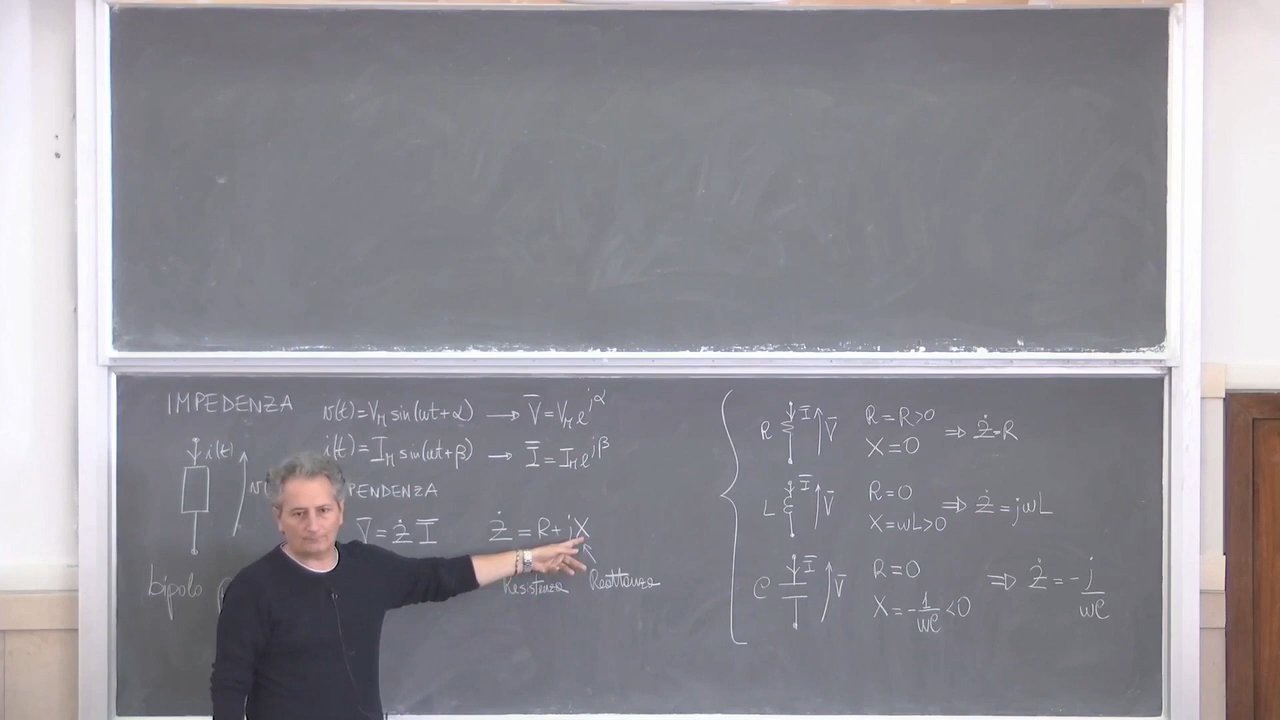 IMPEDENZA
v(t)=V_M sin(ωt+α) → V̅=V_M e^{jα}
i(t)
i(t)=I_M sin(ωt+β) → I̅=I_M e^{jβ}
V̅=Ż I̅
Ż=R+jX
bipolo
Resistenza
Reattanza
R I̅ V̅ R=R>0 X=0 ⇒ Ż=R
L I̅ V̅ R=0 X=ωL>0 ⇒ Ż=jωL
C I̅ V̅ R=0 X=-1/ωC<0 ⇒ Ż=-j/ωC